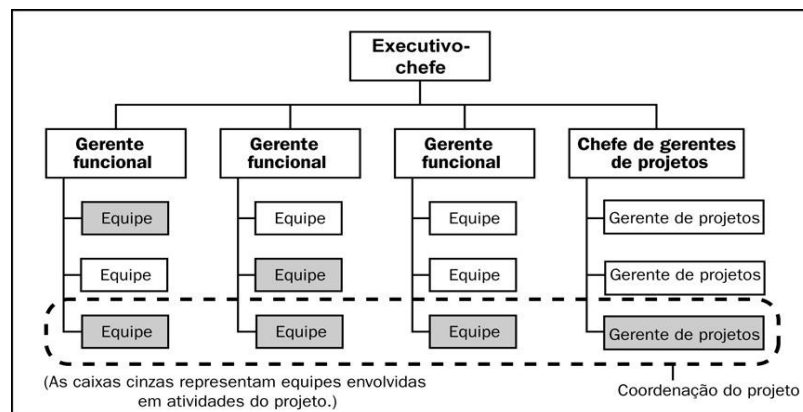 Executivo-
chefe
Gerente
funcional
Gerente
funcional
Gerente
funcional
Chefe de gerentes
de projetos
Equipe
Equipe
Equipe
Gerente de projetos
Equipe
Equipe
Equipe
Gerente de projetos
Equipe
Equipe
Equipe
Gerente de projetos
(As caixas cinzas representam equipes envolvidas
em atividades do projeto.)
Coordenação do projeto